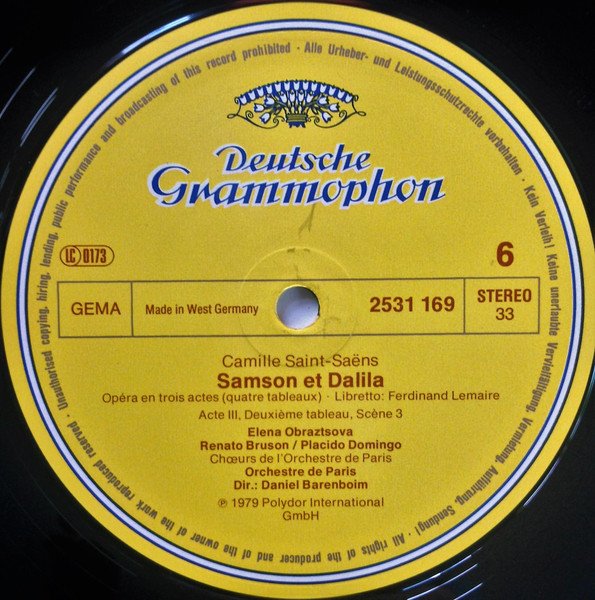 Deutsche
Grammophon
LC 0173
6
GEMA
Made in West Germany
2531 169
STEREO
33
Camille Saint-Saëns
Samson et Dalila
Opéra en trois actes (quatre tableaux) · Libretto: Ferdinand Lemaire
Acte III, Deuxième tableau, Scène 3
Elena Obraztsova
Renato Bruson / Placido Domingo
Chœurs de l'Orchestre de Paris
Orchestre de Paris
Dir.: Daniel Barenboim
℗ 1979 Polydor International
GmbH
Alle Urheber- und Leistungsschutzrechte vorbehalten · Kein Verleih! Keine unerlaubte Vervielfältigung, Vermietung, Aufführung, Sendung! · All rights of the producer and of the owner of the work reproduced reserved · Unauthorised copying, hiring, lending, public performance and broadcasting of this record prohibited ·